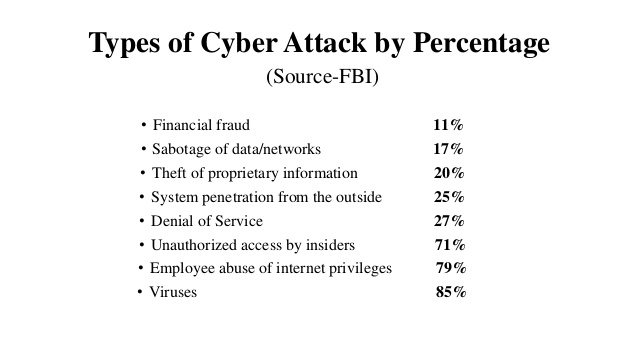 Types of Cyber Attack by Percentage
(Source-FBI)
• Financial fraud 11%
• Sabotage of data/networks 17%
• Theft of proprietary information 20%
• System penetration from the outside 25%
• Denial of Service 27%
• Unauthorized access by insiders 71%
• Employee abuse of internet privileges 79%
• Viruses 85%